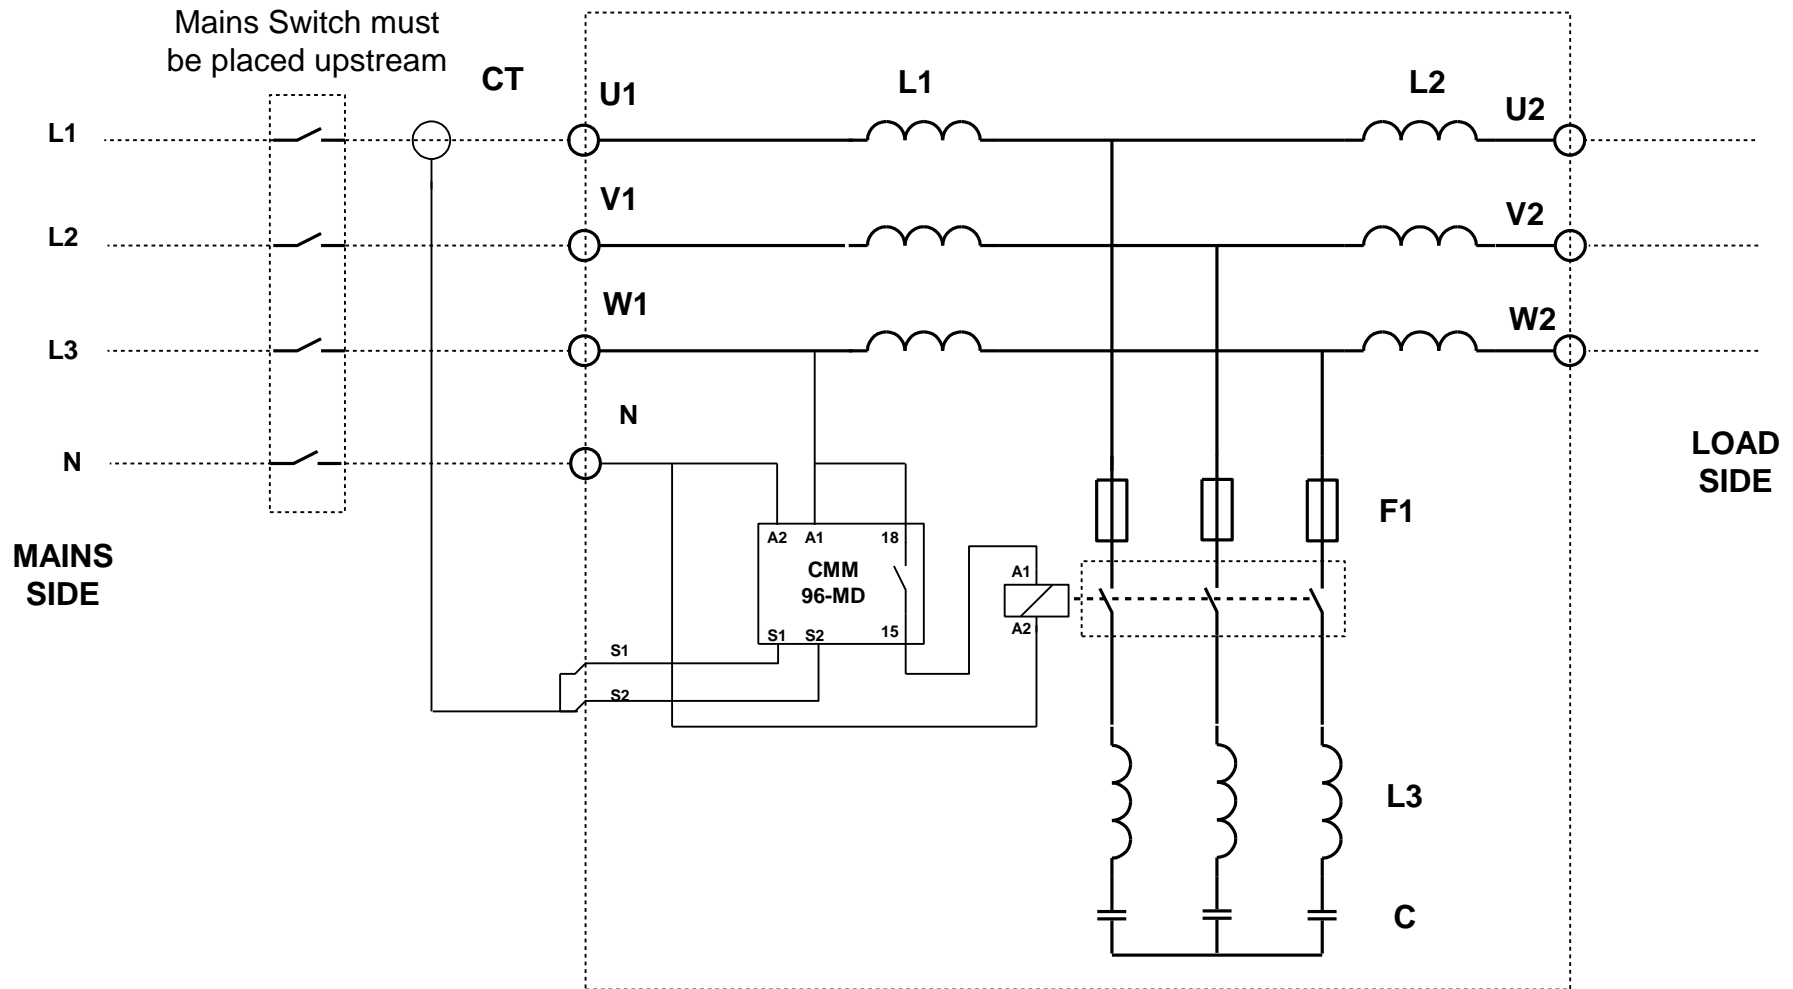 Mains Switch must
be placed upstream
CT
U1
L1
L2
U2
L1
V1
V2
L2
W1
W2
L3
N
N
LOAD
SIDE
F1
MAINS
SIDE
A2 A1 18
CMM
96-MD
S1 S2 15
A1
A2
S1
S2
L3
C